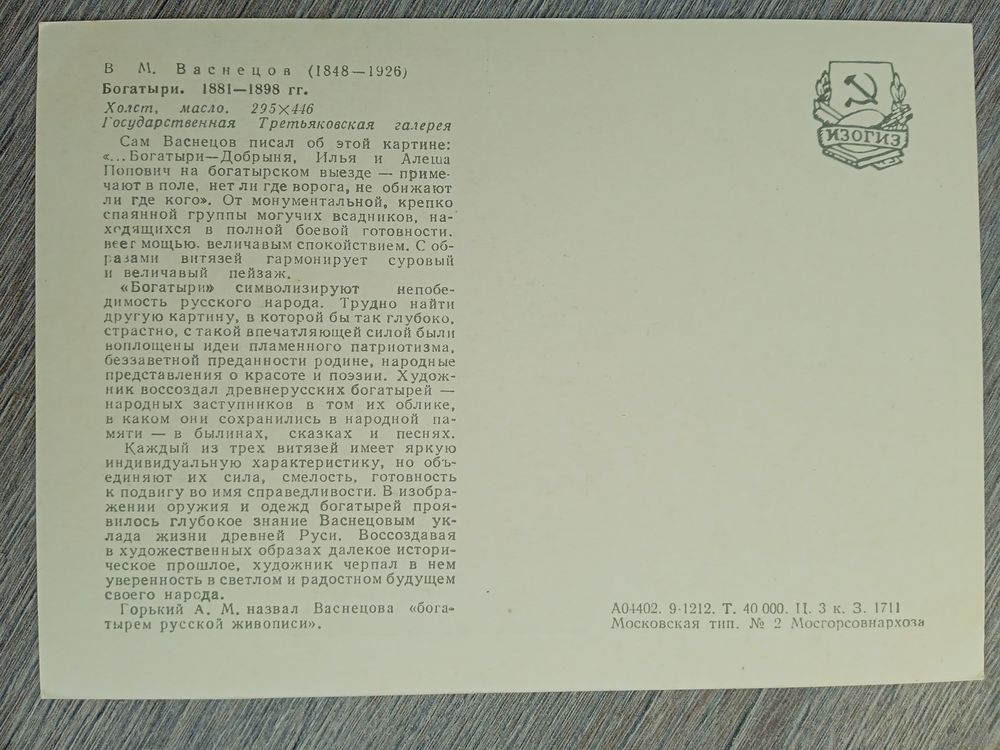 В М. Васнецов (1848—1926)
Богатыри. 1881—1898 гг.
Холст, масло. 295×446
Государственная Третьяковская галерея
Сам Васнецов писал об этой картине:
«...Богатыри—Добрыня, Илья и Алеша
Попович на богатырском выезде — приме-
чают в поле, нет ли где ворога, не обижают
ли где кого». От монументальной, крепко
спаянной группы могучих всадников, на-
ходящихся в полной боевой готовности.
веет мощью. величавым спокойствием. С об-
разами витязей гармонирует суровый
и величавый пейзаж.
«Богатыри» символизируют непобе-
димость русского народа. Трудно найти
другую картину, в которой бы так глубоко,
страстно, с такой впечатляющей силой были
воплощены идеи пламенного патриотизма,
беззаветной преданности родине, народные
представления о красоте и поэзии. Худож-
ник воссоздал древнерусских богатырей —
народных заступников в том их облике,
в каком они сохранились в народной па-
мяти — в былинах, сказках и песнях.
Каждый из трех витязей имеет яркую
индивидуальную характеристику, но объ-
единяют их сила, смелость, готовность
к подвигу во имя справедливости. В изобра-
жении оружия и одежд богатырей проя-
вилось глубокое знание Васнецовым ук-
лада жизни древней Руси. Воссоздавая
в художественных образах далекое истори-
ческое прошлое, художник черпал в нем
уверенность в светлом и радостном будущем
своего народа.
Горький А. М. назвал Васнецова «бога-
тырем русской живописи».
ИЗОГИЗ
А04402. 9-1212. Т. 40 000. Ц. 3 к. З. 1711
Московская тип. № 2 Мосгорсовнархоза